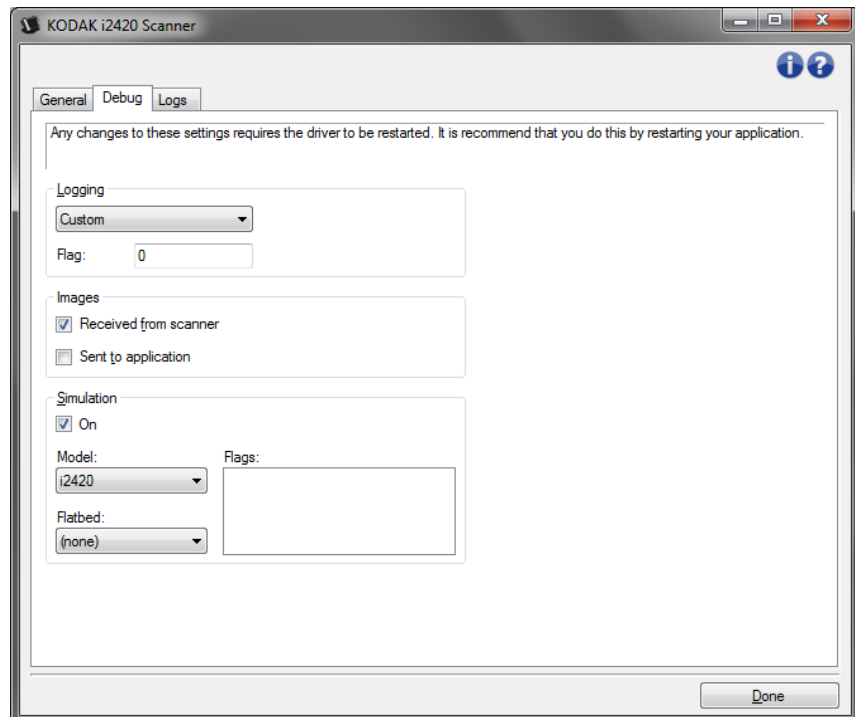 KODAK i2420 Scanner
General Debug Logs
Any changes to these settings requires the driver to be restarted. It is recommend that you do this by restarting your application.
Logging
Custom
Flag: 0
Images
Received from scanner
Sent to application
Simulation
On
Model: Flags:
i2420
Flatbed:
(none)
Done